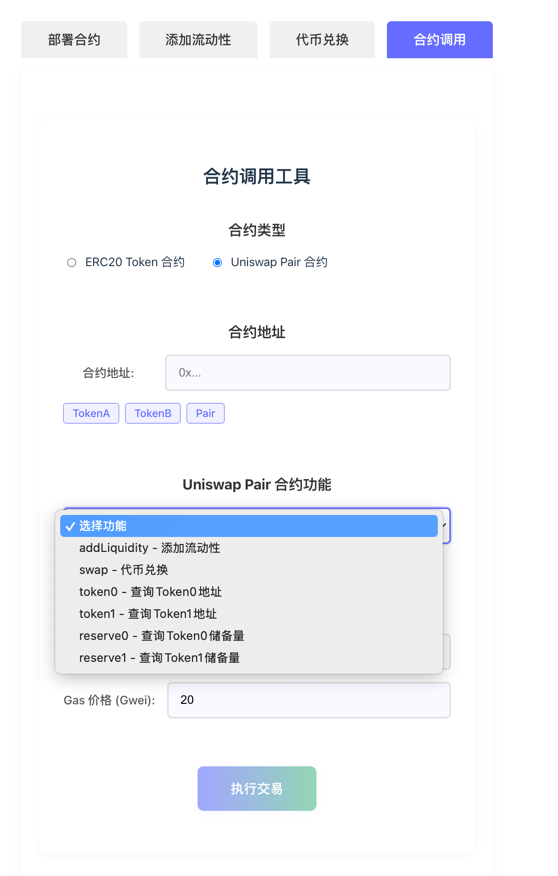 部署合约 添加流动性 代币兑换 合约调用
合约调用工具
合约类型
ERC20 Token 合约 Uniswap Pair 合约
合约地址
合约地址: 0x...
TokenA TokenB Pair
Uniswap Pair 合约功能
✓ 选择功能
addLiquidity - 添加流动性
swap - 代币兑换
token0 - 查询Token0地址
token1 - 查询Token1地址
reserve0 - 查询Token0储备量
reserve1 - 查询Token1储备量
Gas 价格 (Gwei): 20
执行交易